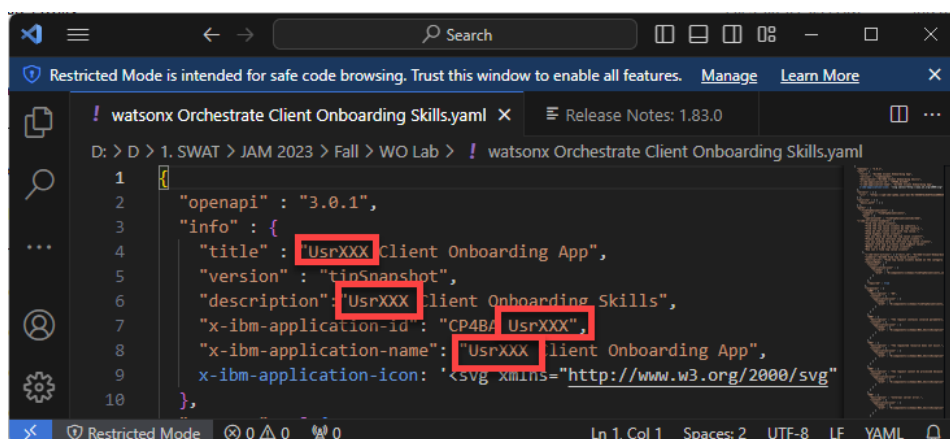 Search
Restricted Mode is intended for safe code browsing. Trust this window to enable all features. Manage Learn More
! watsonx Orchestrate Client Onboarding Skills.yaml
Release Notes: 1.83.0
D: > D > 1. SWAT > JAM 2023 > Fall > WO Lab > ! watsonx Orchestrate Client Onboarding Skills.yaml
1 {
2 "openapi" : "3.0.1",
3 "info" : {
4 "title" : "UsrXXX Client Onboarding App",
5 "version" : "tipSnapshot",
6 "description":"UsrXXX Client Onboarding Skills",
7 "x-ibm-application-id": "CP4BA UsrXXX",
8 "x-ibm-application-name": "UsrXXX Client Onboarding App",
9 x-ibm-application-icon: '<svg xmlns="http://www.w3.org/2000/svg"
10 },
Restricted Mode 0 0 0 Ln 1, Col 1 Spaces: 2 UTF-8 LF YAML